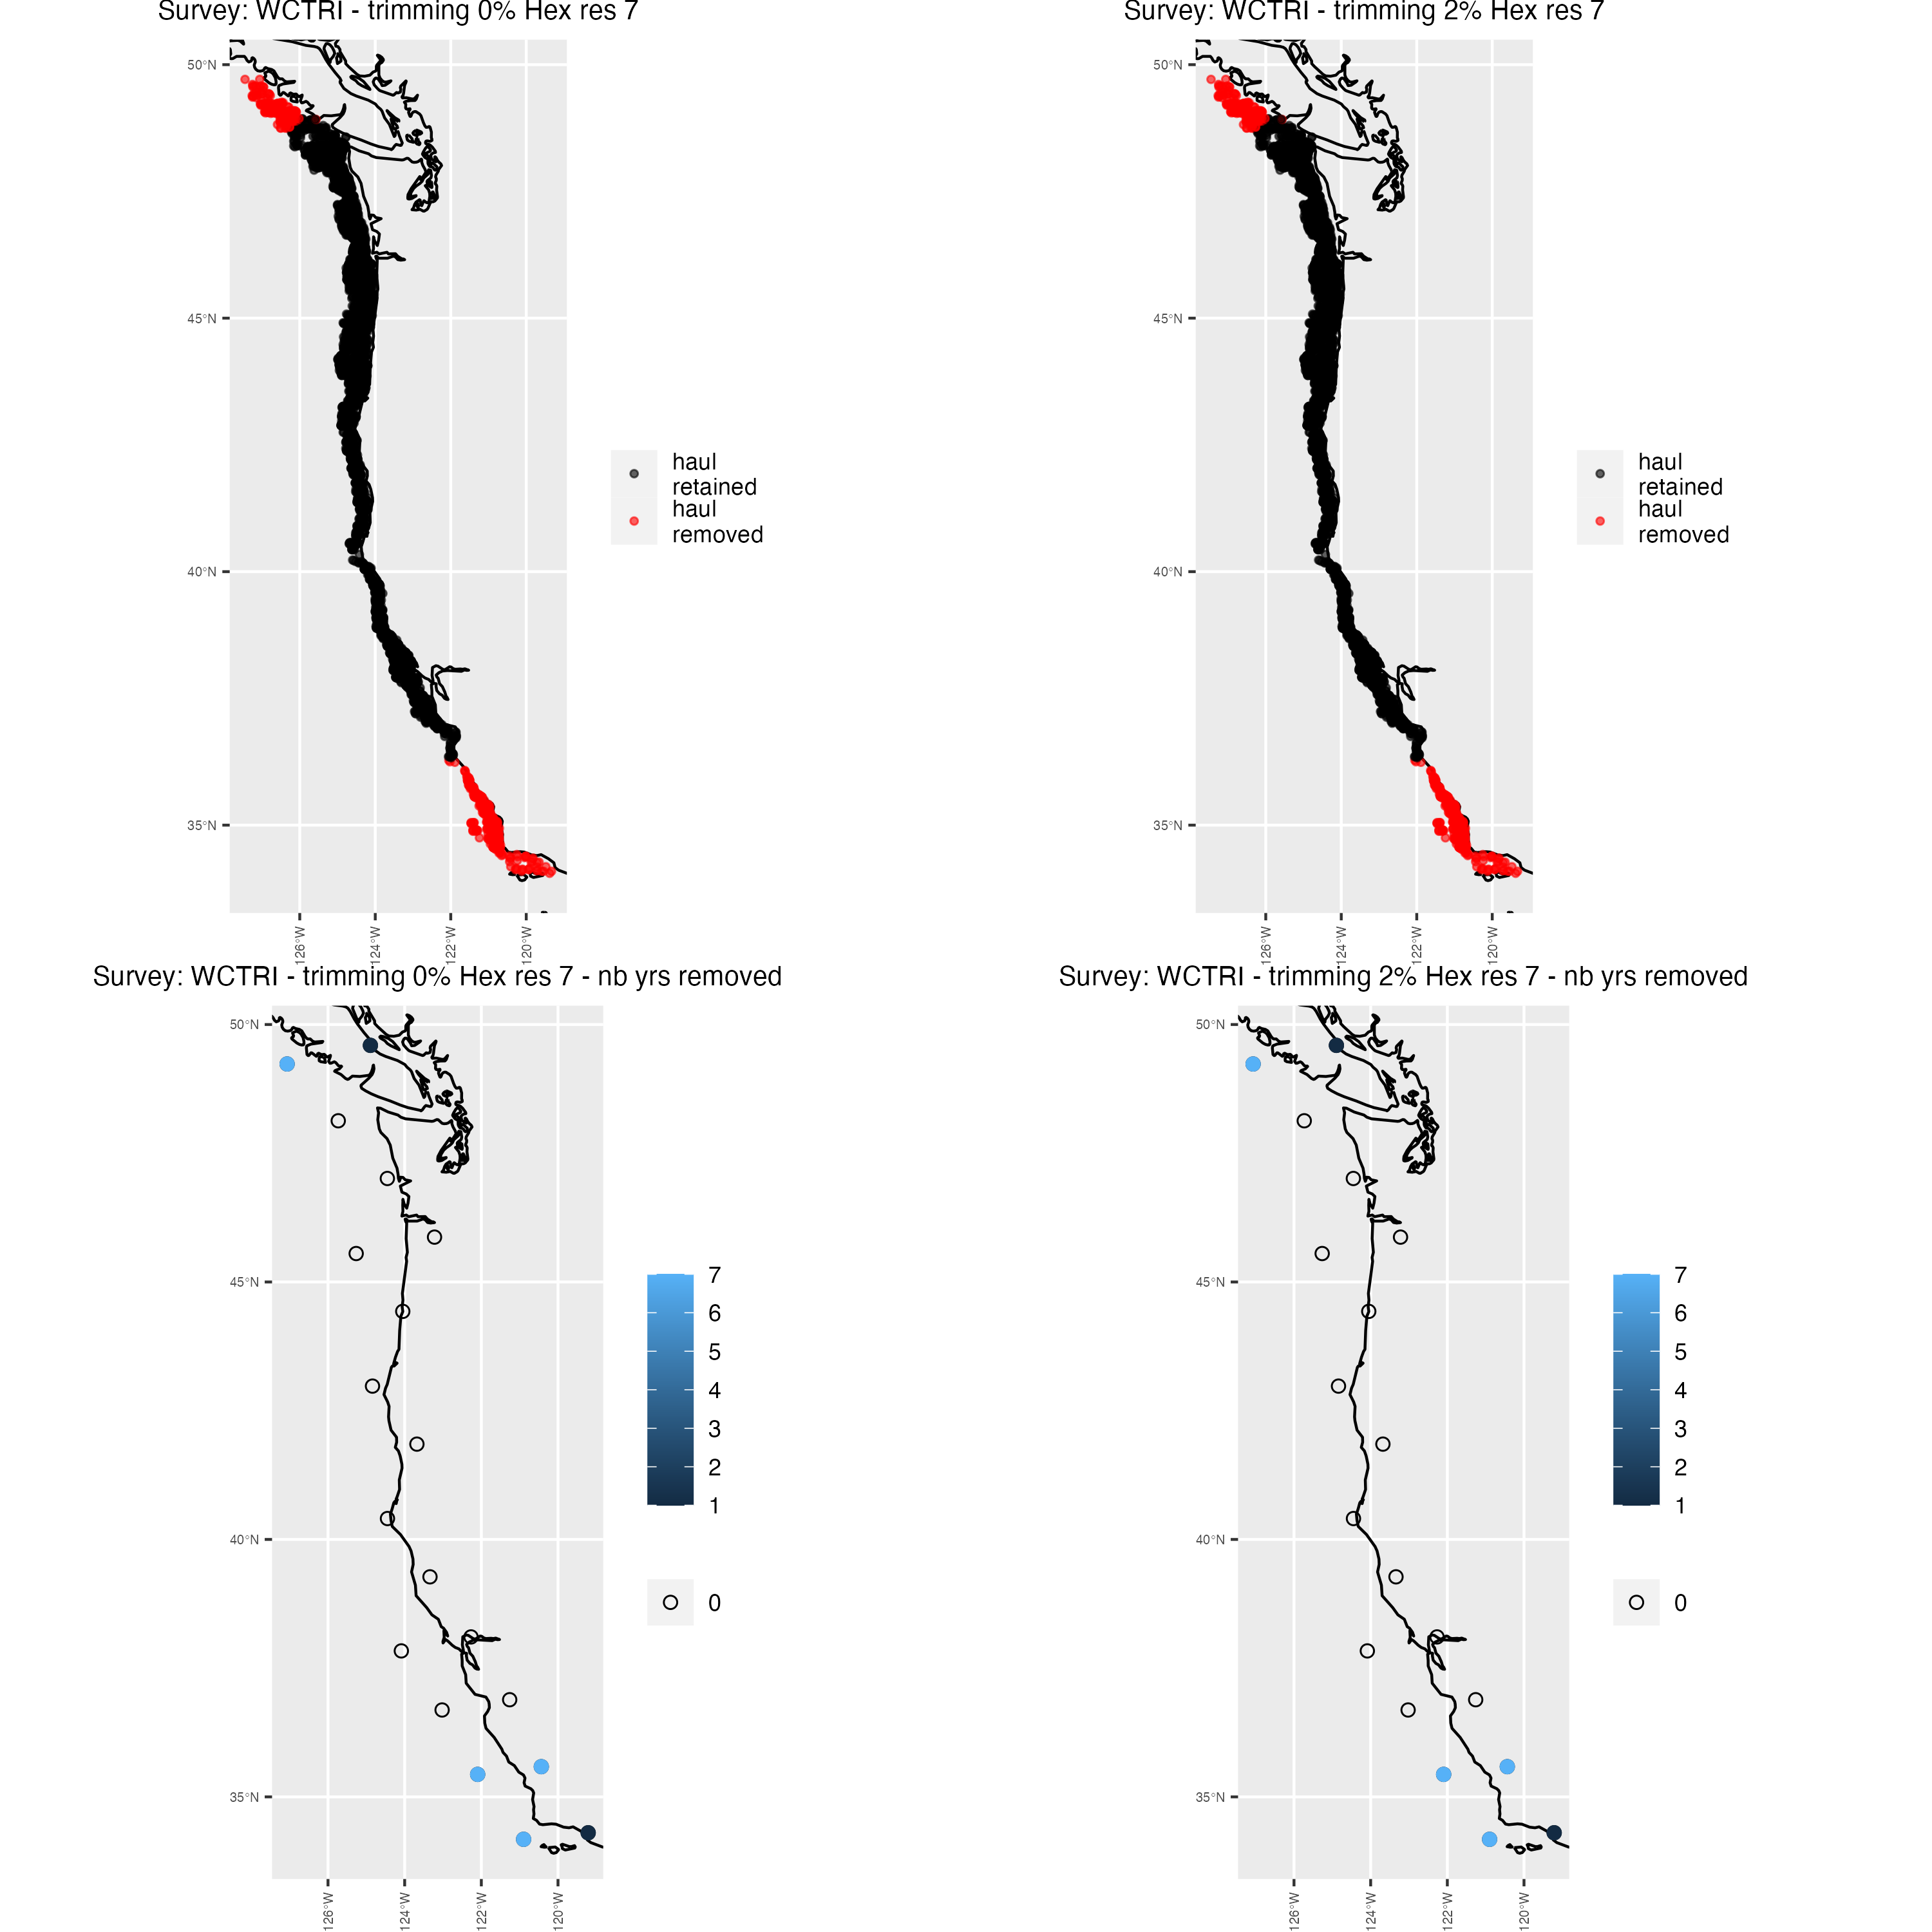 Survey: WCTRI - trimming 0% Hex res 7
50°N
45°N
40°N
35°N
126°W
124°W
122°W
120°W
haul
retained
haul
removed
Survey: WCTRI - trimming 2% Hex res 7
50°N
45°N
40°N
35°N
126°W
124°W
122°W
120°W
haul
retained
haul
removed
Survey: WCTRI - trimming 0% Hex res 7 - nb yrs removed
50°N
45°N
40°N
35°N
126°W
124°W
122°W
120°W
7
6
5
4
3
2
1
0
Survey: WCTRI - trimming 2% Hex res 7 - nb yrs removed
50°N
45°N
40°N
35°N
126°W
124°W
122°W
120°W
7
6
5
4
3
2
1
0